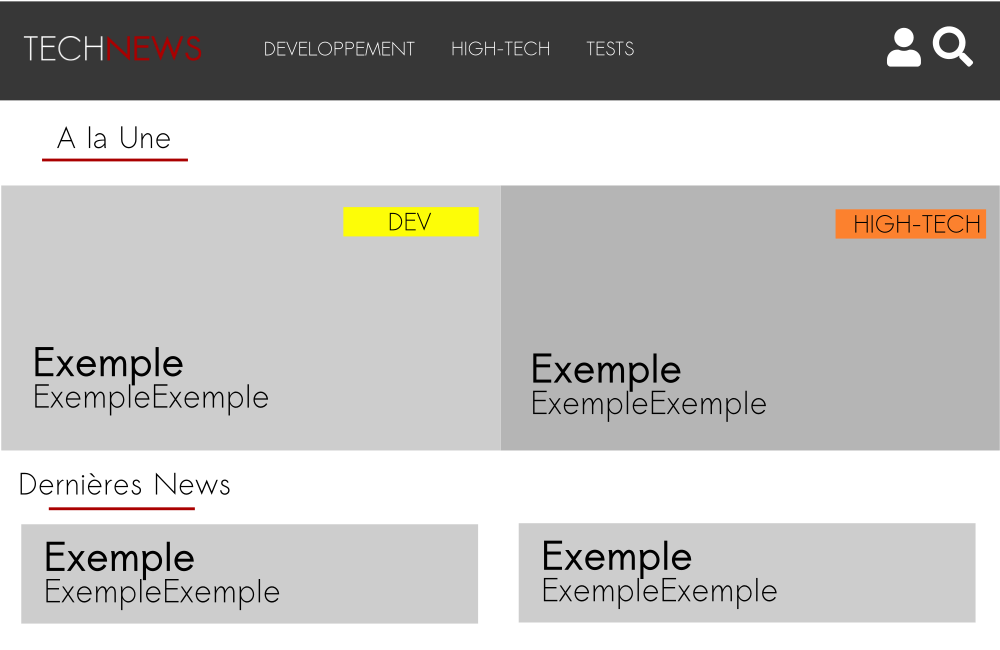 TECHNEWS DEVELOPPEMENT HIGH-TECH TESTS
A la Une
DEV
HIGH-TECH
Exemple
ExempleExemple
Exemple
ExempleExemple
Dernières News
Exemple
ExempleExemple
Exemple
ExempleExemple